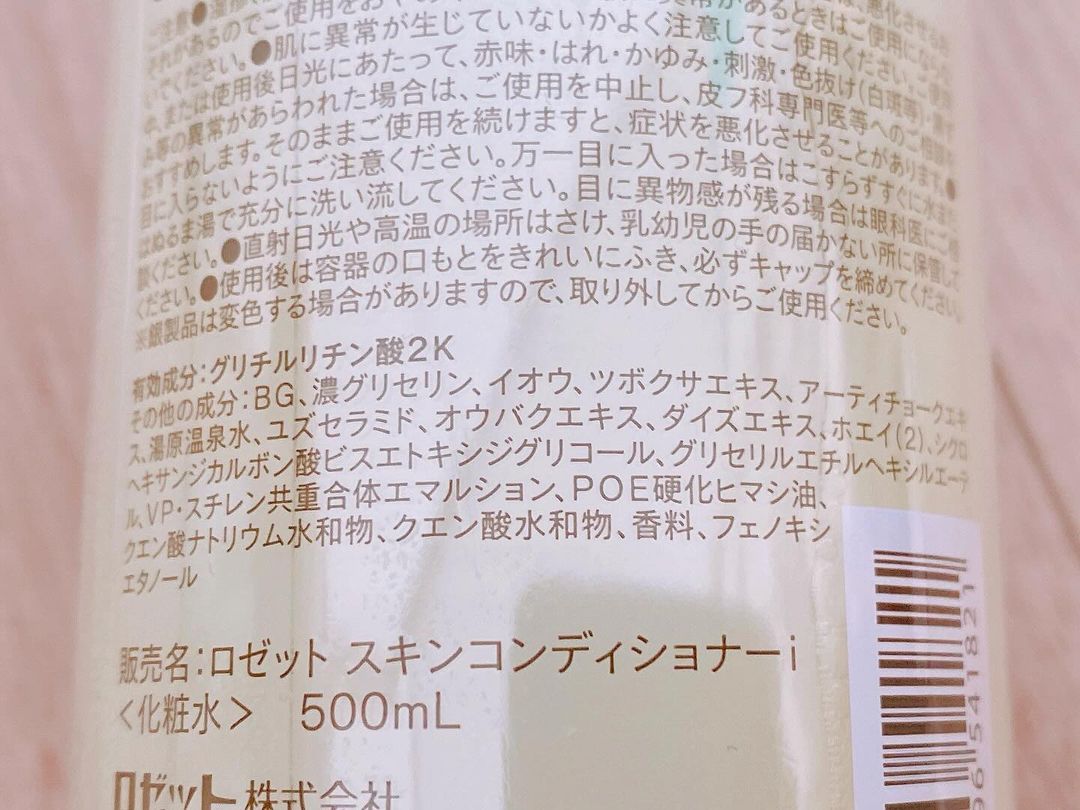 ご注意●
があるときはご使用にならな
それがあるのでご使用をおや
いでください。●肌に異常が生じていないかよく注意してご使用ください。
中、または使用後日光にあたって、赤味・はれ・かゆみ・刺激・色抜け(白斑等)
み等の異常があらわれた場合は、ご使用を中止し、皮フ科専門医等へのご相談を
おすすめします。そのままご使用を続けますと、症状を悪化させることがあります。●
目に入らないようにご注意ください。万一目に入った場合はこすらずすぐに水また
はぬるま湯で充分に洗い流してください。目に異物感が残る場合は眼科医にご相
談ください。●直射日光や高温の場所はさけ、乳幼児の手の届かない所に保管して
ください。●使用後は容器の口もとをきれいにふき、必ずキャップを締めてください。
※銀製品は変色する場合がありますので、取り外してからご使用ください。
有効成分:グリチルリチン酸2K
その他の成分:BG、濃グリセリン、イオウ、ツボクサエキス、アーティチョークエキ
ス、湯原温泉水、ユズセラミド、オウバクエキス、ダイズエキス、ホエイ(2)、シクロ
ヘキサンジカルボン酸ビスエトキシジグリコール、グリセリルエチルヘキシルエーテ
ル、VP・スチレン共重合体エマルション、POE硬化ヒマシ油、
クエン酸ナトリウム水和物、クエン酸水和物、香料、フェノキシ
エタノール
販売名:ロゼット スキンコンディショナーi
<化粧水> 500mL
ロゼット株式会社
96541821